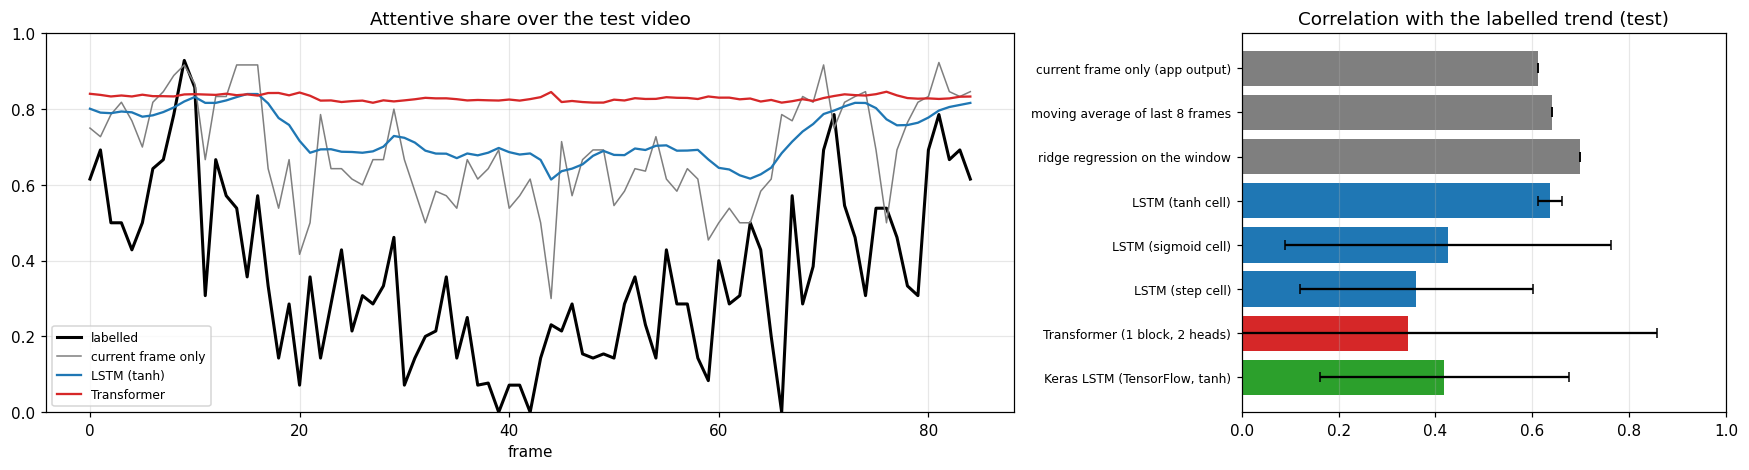 Attentive share over the test video
1.0
0.8
0.6
0.4
0.2
0.0
labelled
current frame only
LSTM (tanh)
Transformer
0 20 40 60 80
frame
Correlation with the labelled trend (test)
current frame only (app output)
moving average of last 8 frames
ridge regression on the window
LSTM (tanh cell)
LSTM (sigmoid cell)
LSTM (step cell)
Transformer (1 block, 2 heads)
Keras LSTM (TensorFlow, tanh)
0.0 0.2 0.4 0.6 0.8 1.0